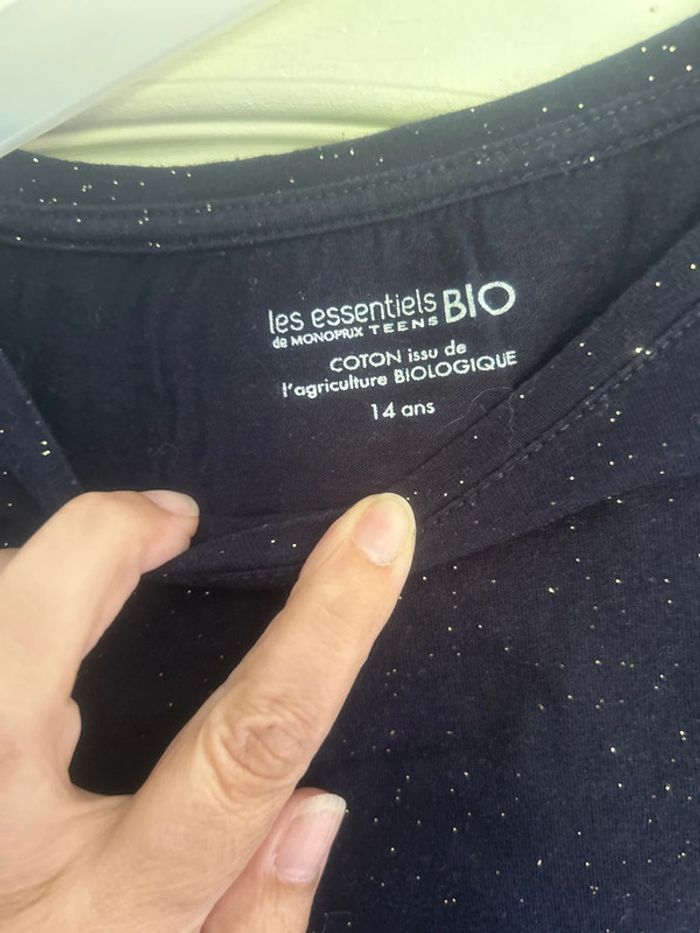 les essentiels BIO
de MONOPRIX TEENS
COTON issu de
l'agriculture BIOLOGIQUE
14 ans